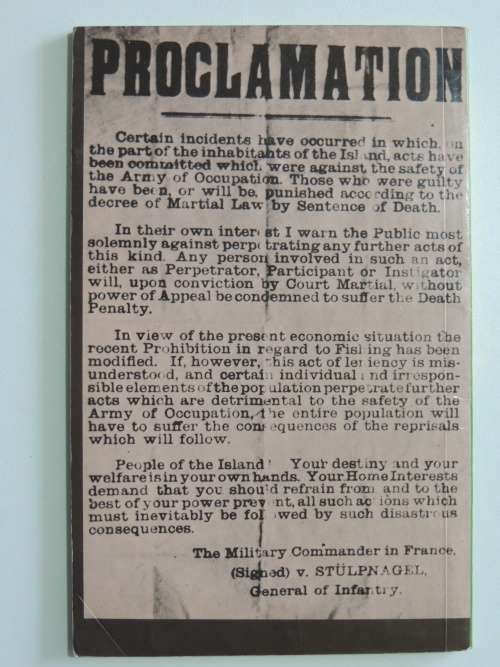 PROCLAMATION
Certain incidents have occurred in which, on
the part of the inhabitants of the Island, acts have
been committed which were against the safety of
the Army of Occupation. Those who were guilty
have been, or will be, punished according to the
decree of Martial Law by Sentence of Death.
In their own interest I warn the Public most
solemnly against perpetrating any further acts of
this kind. Any person involved in such an act,
either as Perpetrator, Participant or Instigator
will, upon conviction by Court Martial, without
power of Appeal be condemned to suffer the Death
Penalty.
In view of the present economic situation the
recent Prohibition in regard to Fishing has been
modified. If, however, this act of leniency is mis-
understood, and certain individual and irrespon-
sible elements of the population perpetrate further
acts which are detrimental to the safety of the
Army of Occupation, the entire population will
have to suffer the consequences of the reprisals
which will follow.
People of the Island! Your destiny and your
welfare is in your own hands. Your Home Interests
demand that you should refrain from and to the
best of your power prevent, all such actions which
must inevitably be followed by such disastrous
consequences.
The Military Commander in France,
(Signed) v. STÜLPNAGEL,
General of Infantry.